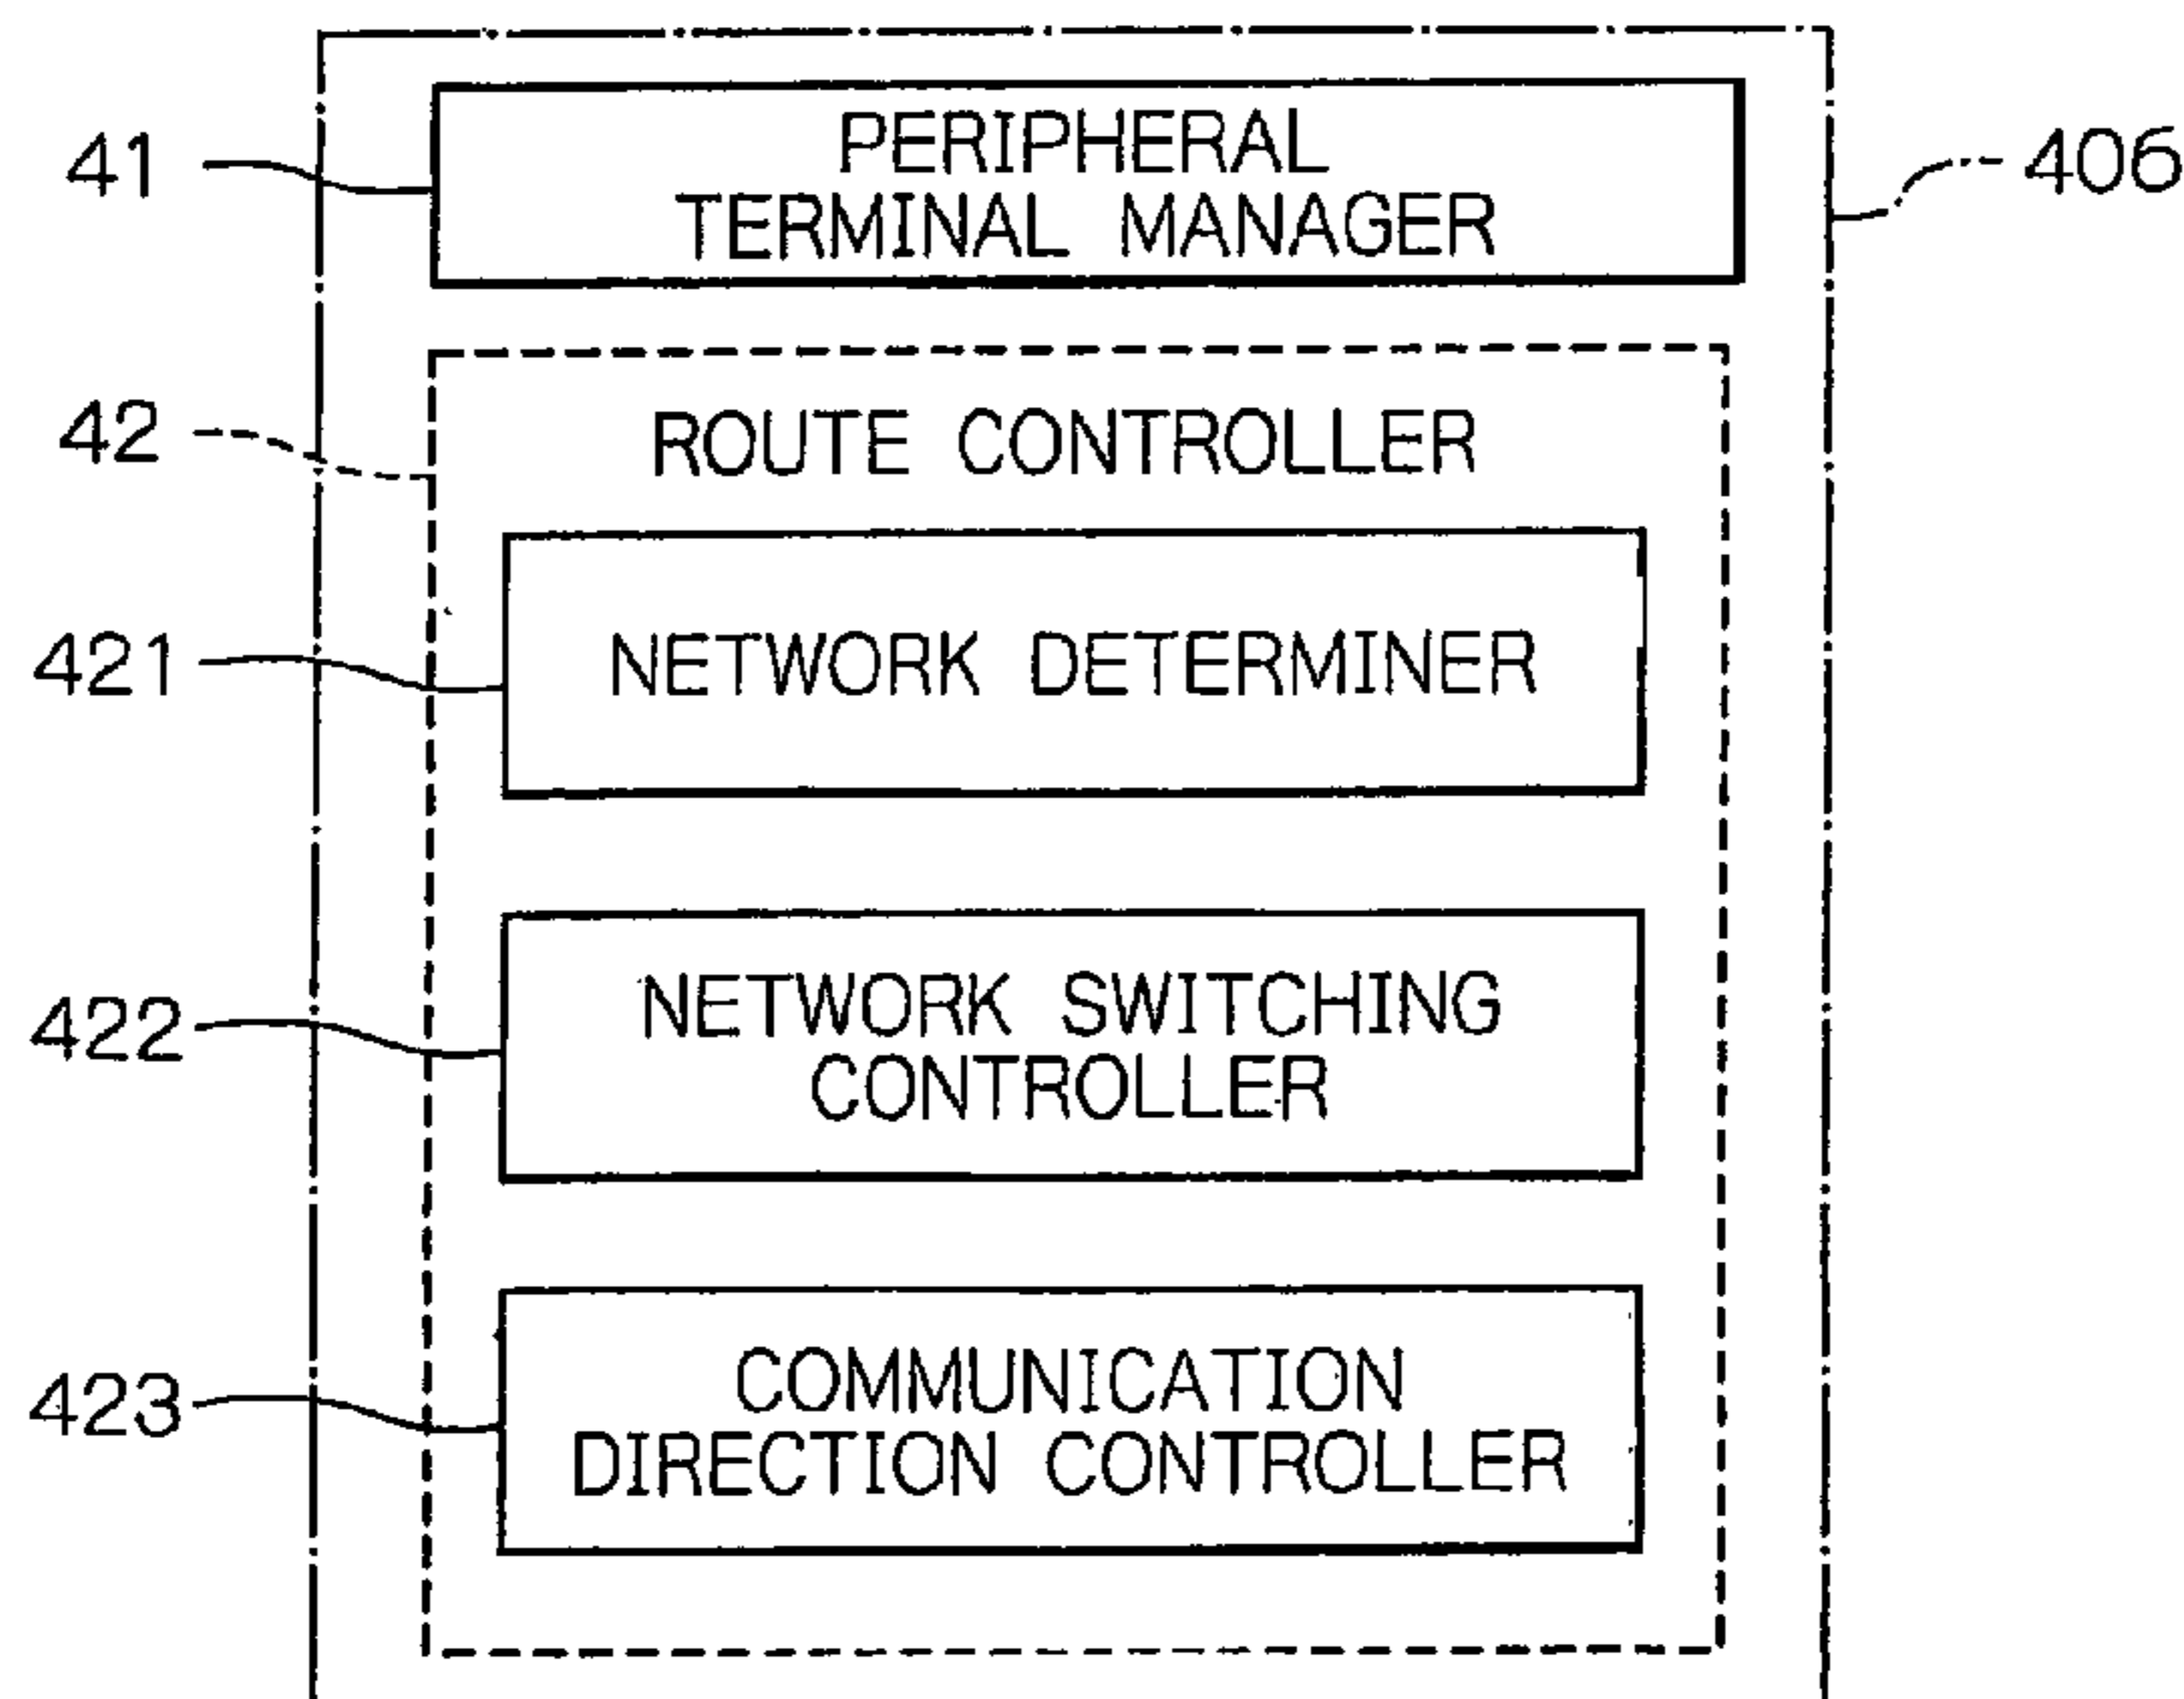 41
PERIPHERAL
TERMINAL MANAGER
406
42
ROUTE CONTROLLER
421
NETWORK DETERMINER
422
NETWORK SWITCHING
CONTROLLER
423
COMMUNICATION
DIRECTION CONTROLLER